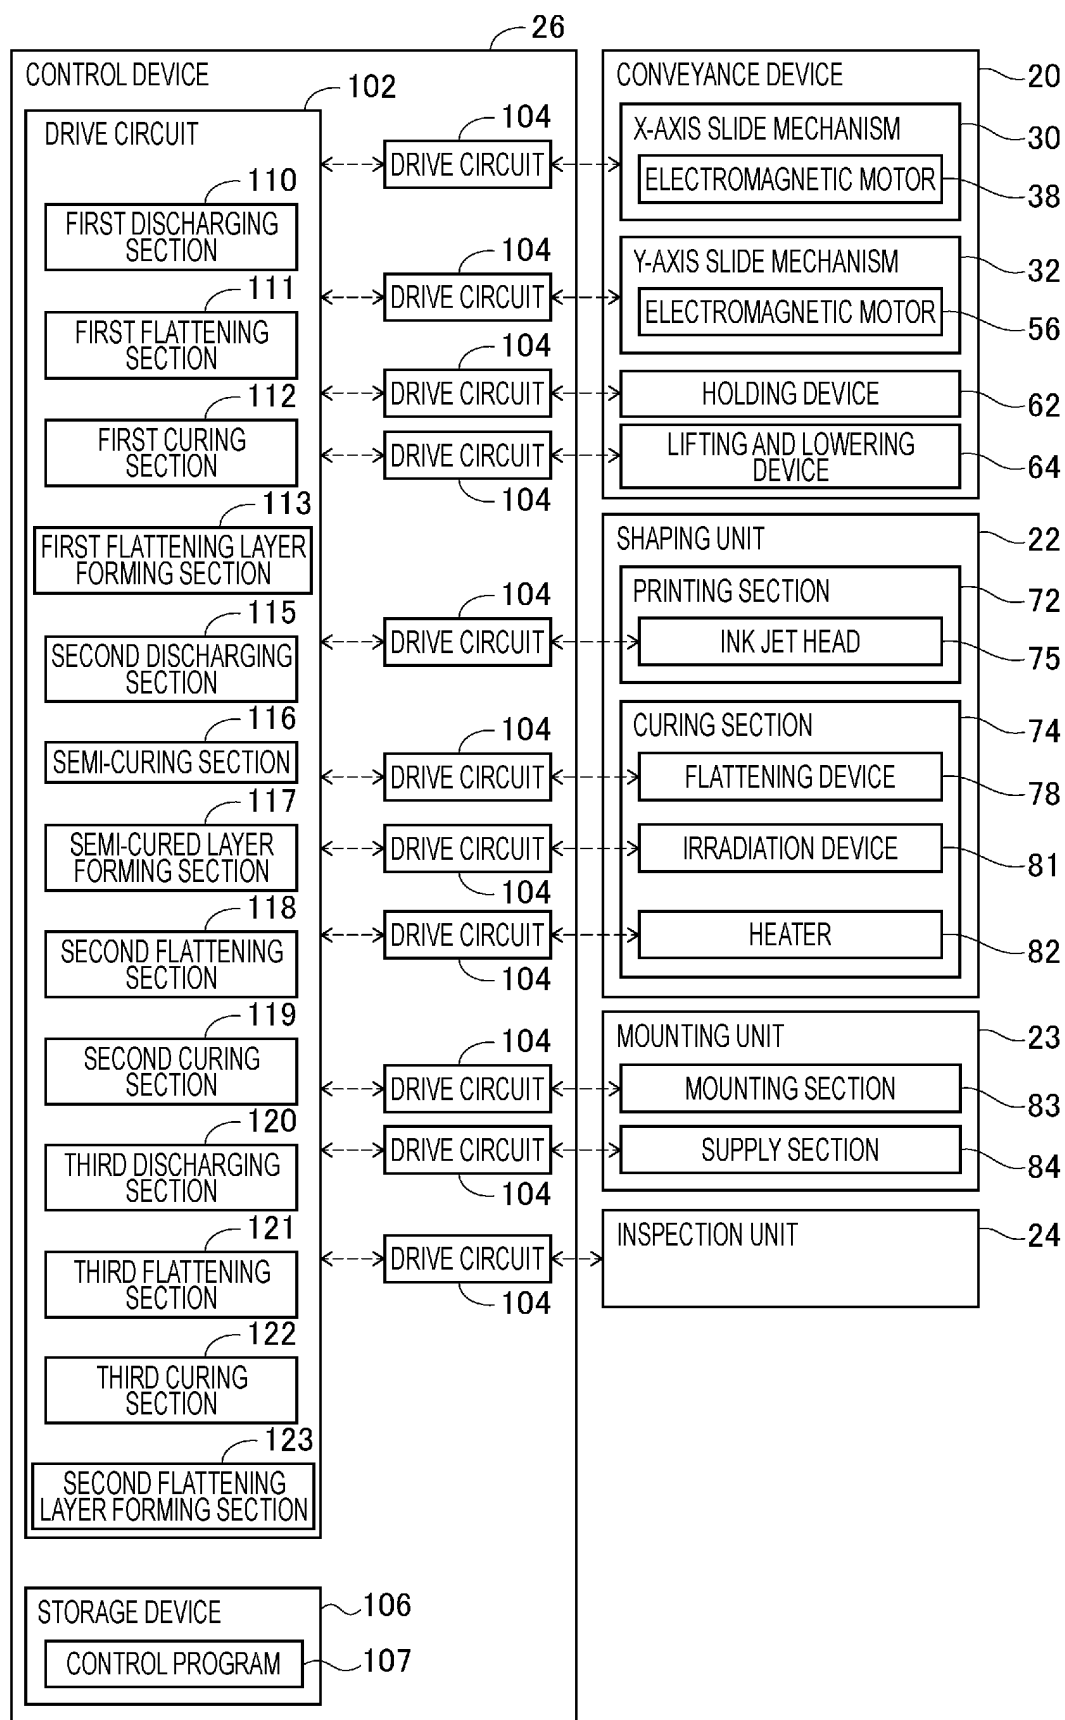 26
CONTROL DEVICE
102
DRIVE CIRCUIT
110
FIRST DISCHARGING
SECTION
111
FIRST FLATTENING
SECTION
112
FIRST CURING
SECTION
113
FIRST FLATTENING LAYER
FORMING SECTION
115
SECOND DISCHARGING
SECTION
116
SEMI-CURING SECTION
117
SEMI-CURED LAYER
FORMING SECTION
118
SECOND FLATTENING
SECTION
119
SECOND CURING
SECTION
120
THIRD DISCHARGING
SECTION
121
THIRD FLATTENING
SECTION
122
THIRD CURING
SECTION
123
SECOND FLATTENING
LAYER FORMING SECTION
STORAGE DEVICE
106
CONTROL PROGRAM
107
104
DRIVE CIRCUIT
104
DRIVE CIRCUIT
104
DRIVE CIRCUIT
DRIVE CIRCUIT
104
104
DRIVE CIRCUIT
104
DRIVE CIRCUIT
DRIVE CIRCUIT
104
DRIVE CIRCUIT
104
104
DRIVE CIRCUIT
DRIVE CIRCUIT
104
DRIVE CIRCUIT
104
CONVEYANCE DEVICE
20
X-AXIS SLIDE MECHANISM
30
ELECTROMAGNETIC MOTOR
38
Y-AXIS SLIDE MECHANISM
32
ELECTROMAGNETIC MOTOR
56
HOLDING DEVICE
62
LIFTING AND LOWERING
DEVICE
64
SHAPING UNIT
22
PRINTING SECTION
72
INK JET HEAD
75
CURING SECTION
74
FLATTENING DEVICE
78
IRRADIATION DEVICE
81
HEATER
82
MOUNTING UNIT
23
MOUNTING SECTION
83
SUPPLY SECTION
84
INSPECTION UNIT
24